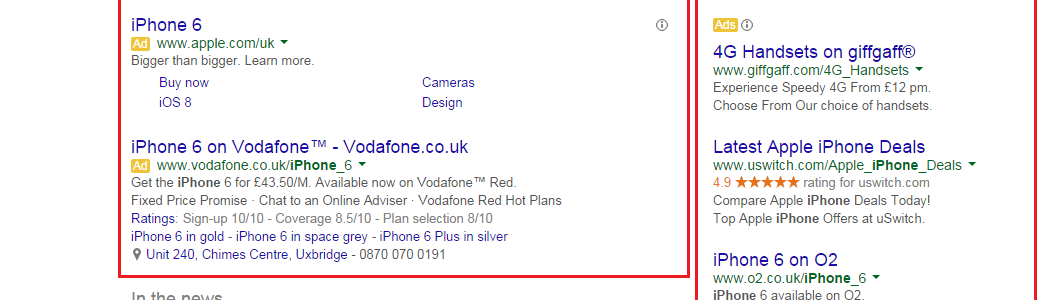 iPhone 6
Ad www.apple.com/uk
Bigger than bigger. Learn more.
Buy now Cameras
iOS 8 Design
iPhone 6 on Vodafone™ - Vodafone.co.uk
Ad www.vodafone.co.uk/iPhone_6
Get the iPhone 6 for £43.50/M. Available now on Vodafone™ Red.
Fixed Price Promise · Chat to an Online Adviser · Vodafone Red Hot Plans
Ratings: Sign-up 10/10 - Coverage 8.5/10 - Plan selection 8/10
iPhone 6 in gold - iPhone 6 in space grey - iPhone 6 Plus in silver
Unit 240, Chimes Centre, Uxbridge - 0870 070 0191
In the news
Ads
4G Handsets on giffgaff®
www.giffgaff.com/4G_Handsets
Experience Speedy 4G From £12 pm.
Choose From Our choice of handsets.
Latest Apple iPhone Deals
www.uswitch.com/Apple_iPhone_Deals
4.9 ★★★★★ rating for uswitch.com
Compare Apple iPhone Deals Today!
Top Apple iPhone Offers at uSwitch.
iPhone 6 on O2
www.o2.co.uk/iPhone_6
iPhone 6 available on O2.